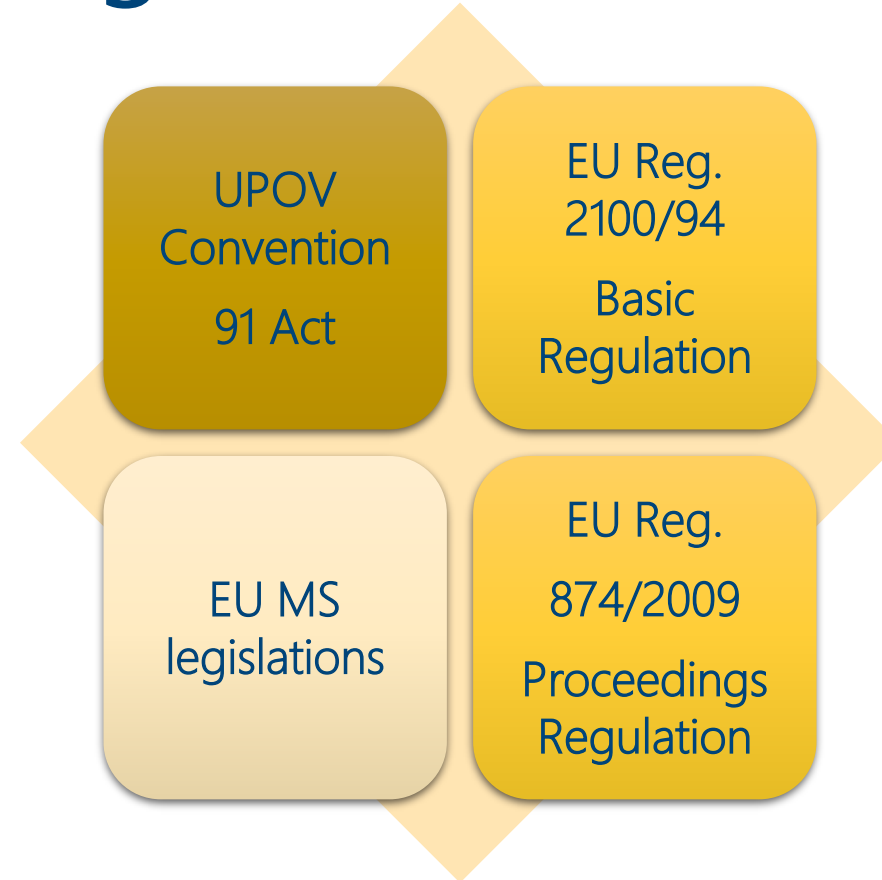 UPOV
Convention
91 Act
EU Reg.
2100/94
Basic
Regulation
EU MS
legislations
EU Reg.
874/2009
Proceedings
Regulation